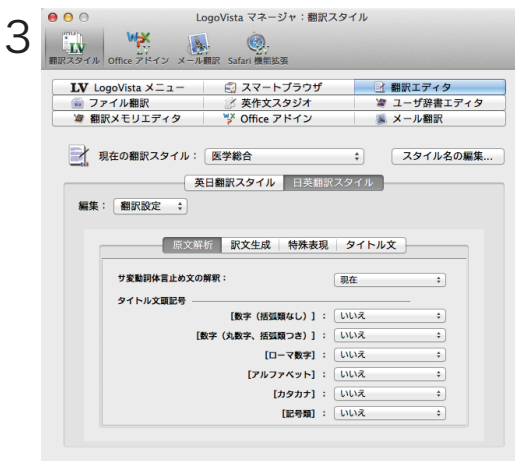 3
LogoVista マネージャ：翻訳スタイル
翻訳スタイル Office アドイン メール翻訳 Safari 機能拡張
LV LogoVista メニュー スマートブラウザ 翻訳エディタ
ファイル翻訳 英作文スタジオ ユーザ辞書エディタ
翻訳メモリエディタ Office アドイン メール翻訳
現在の翻訳スタイル： 医学総合 スタイル名の編集...
英日翻訳スタイル 日英翻訳スタイル
編集： 翻訳設定
原文解析 訳文生成 特殊表現 タイトル文
サ変動詞体言止め文の解釈： 現在
タイトル文頭記号
[数字（括弧類なし）]： いいえ
[数字（丸数字、括弧類つき）]： いいえ
[ローマ数字]： いいえ
[アルファベット]： いいえ
[カタカナ]： いいえ
[記号類]： いいえ